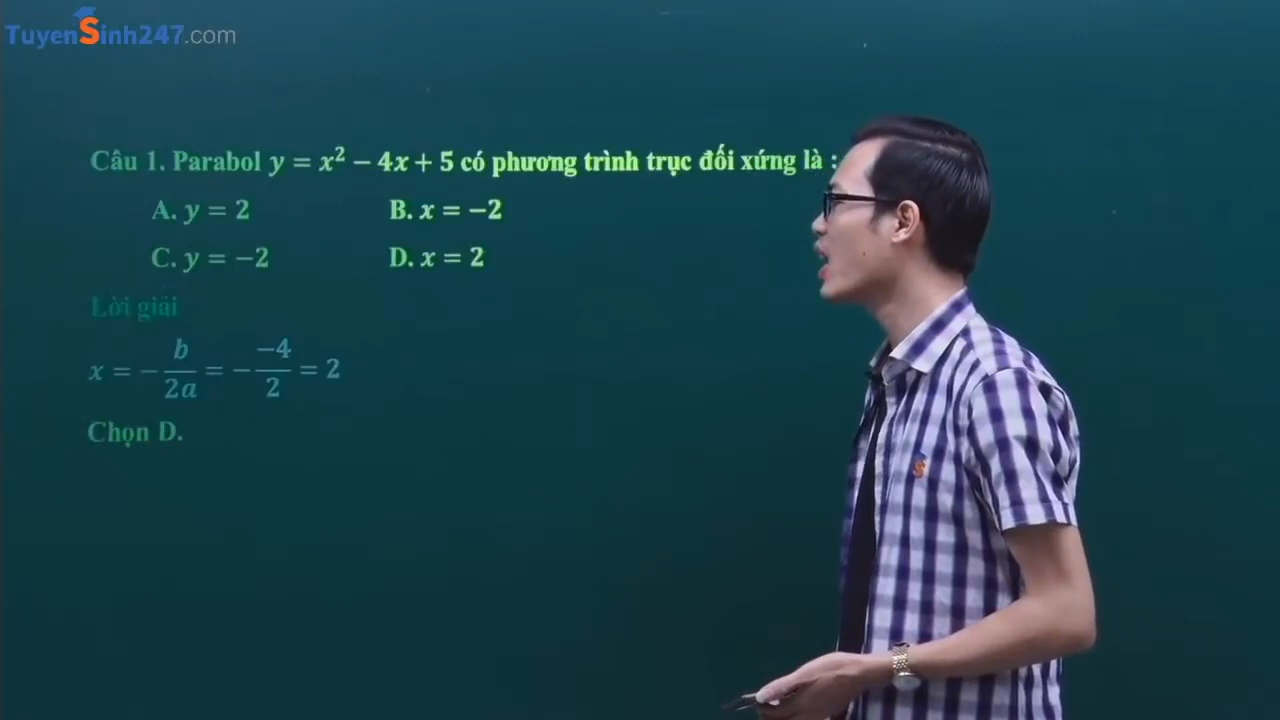 TuyenSinh247.com
Câu 1. Parabol y = x² − 4x + 5 có phương trình trục đối xứng là :
A. y = 2 B. x = −2
C. y = −2 D. x = 2
Lời giải
x = − b/2a = − −4/2 = 2
Chọn D.